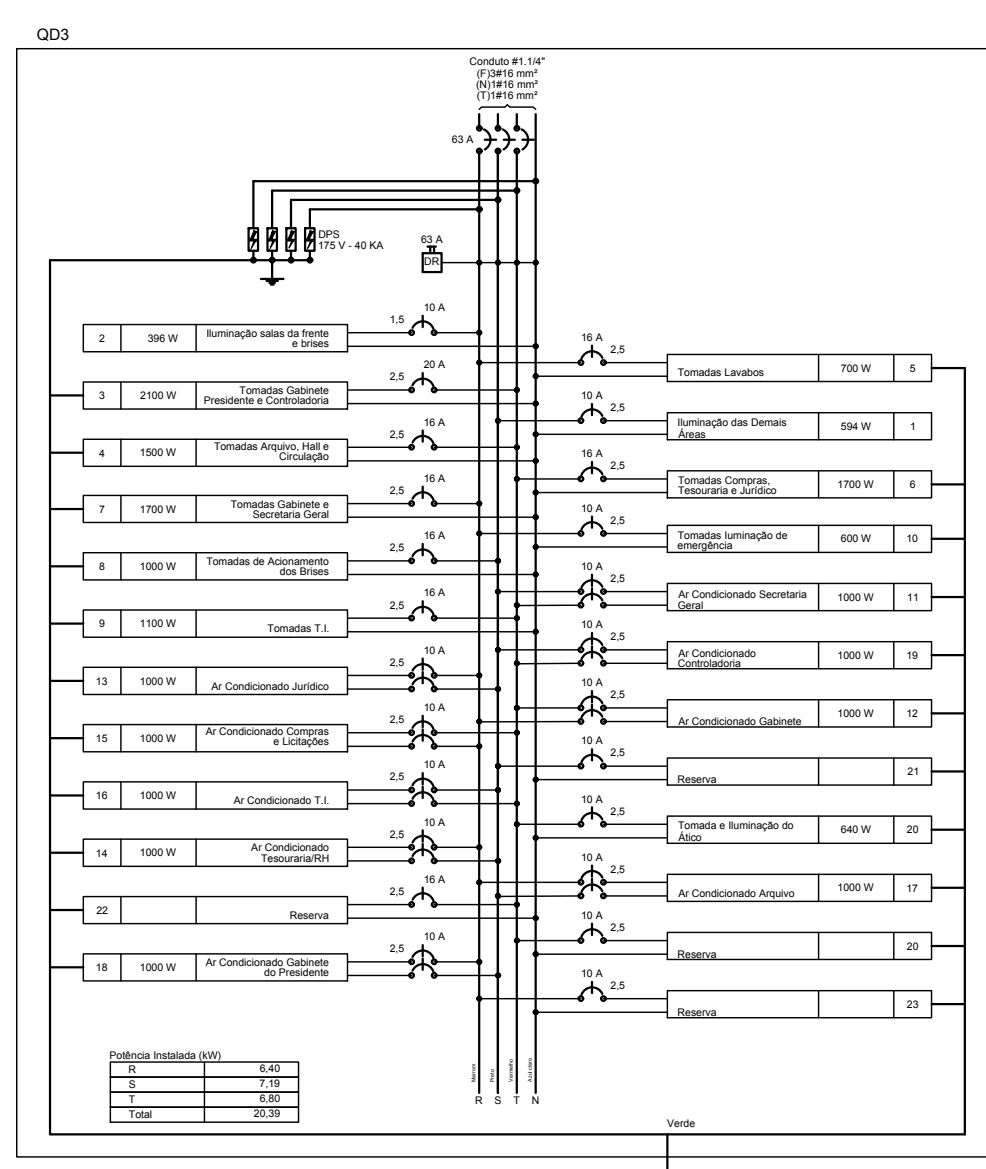 QD3
Conduto #1.1/4"
(F)3#16 mm²
(N)1#16 mm²
(T)1#16 mm²
63 A
DPS
175 V - 40 KA
63 A
DR
10 A
1,5
2 396 W Iluminação salas da frente
e brises
20 A
2,5
3 2100 W Tomadas Gabinete
Presidente e Controladoria
16 A
2,5
4 1500 W Tomadas Arquivo, Hall e
Circulação
16 A
2,5
7 1700 W Tomadas Gabinete e
Secretaria Geral
16 A
2,5
8 1000 W Tomadas de Acionamento
dos Brises
16 A
2,5
9 1100 W Tomadas T.I.
10 A
2,5
13 1000 W Ar Condicionado Jurídico
10 A
2,5
15 1000 W Ar Condicionado Compras
e Licitações
10 A
2,5
16 1000 W Ar Condicionado T.I.
10 A
2,5
14 1000 W Ar Condicionado
Tesouraria/RH
16 A
2,5
22 Reserva
10 A
2,5
18 1000 W Ar Condicionado Gabinete
do Presidente
16 A
2,5
Tomadas Lavabos 700 W 5
10 A
2,5
Iluminação das Demais
Áreas 594 W 1
16 A
2,5
Tomadas Compras,
Tesouraria e Jurídico 1700 W 6
10 A
2,5
Tomadas Iuminação de
emergência 600 W 10
10 A
2,5
Ar Condicionado Secretaria
Geral 1000 W 11
10 A
2,5
Ar Condicionado
Controladoria 1000 W 19
10 A
2,5
Ar Condicionado Gabinete 1000 W 12
10 A
2,5
Reserva 21
10 A
2,5
Tomada e Iluminação do
Ático 640 W 20
10 A
2,5
Ar Condicionado Arquivo 1000 W 17
10 A
2,5
Reserva 20
10 A
2,5
Reserva 23
Potência Instalada (kW)
R 6,40
S 7,19
T 6,80
Total 20,39
Marrom
Preto
Vermelho
Azul claro
R S T N
Verde